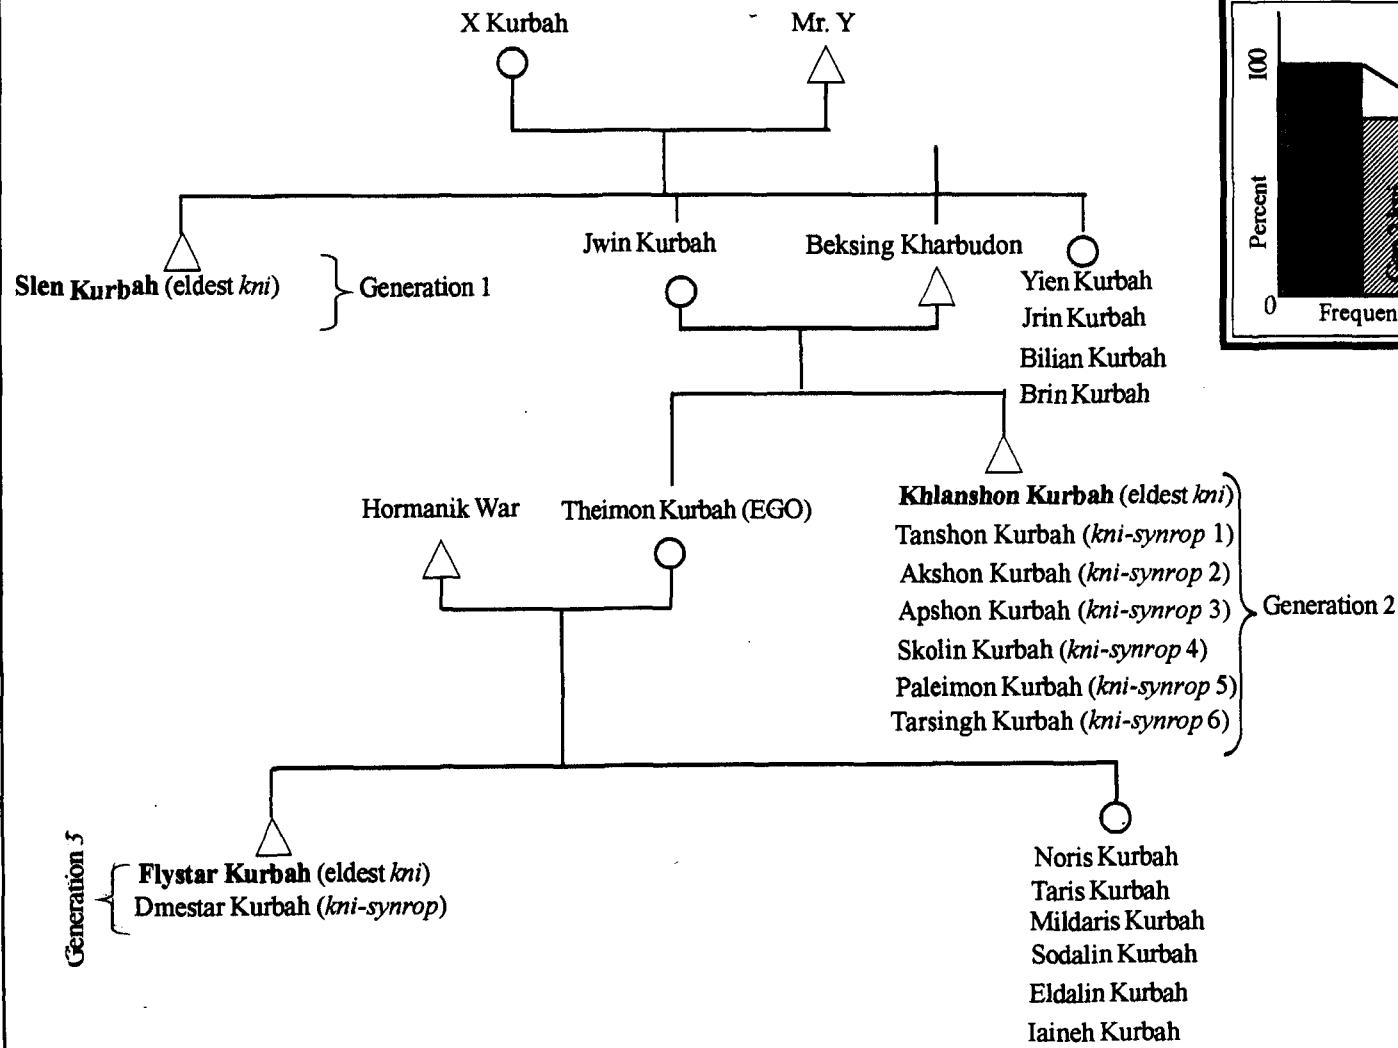 X Kurbah
Mr. Y
100
Percent
0
Frequen
Jwin Kurbah
Beksing Kharbudon
Slen Kurbah (eldest kni)
Generation 1
Yien Kurbah
Jrin Kurbah
Bilian Kurbah
Brin Kurbah
Hormanik War
Theimon Kurbah (EGO)
Khlanshon Kurbah (eldest kni)
Tanshon Kurbah (kni-synrop 1)
Akshon Kurbah (kni-synrop 2)
Apshon Kurbah (kni-synrop 3)
Skolin Kurbah (kni-synrop 4)
Paleimon Kurbah (kni-synrop 5)
Tarsingh Kurbah (kni-synrop 6)
Generation 2
Generation 3
Flystar Kurbah (eldest kni)
Dmestar Kurbah (kni-synrop)
Noris Kurbah
Taris Kurbah
Mildaris Kurbah
Sodalin Kurbah
Eldalin Kurbah
Iaineh Kurbah